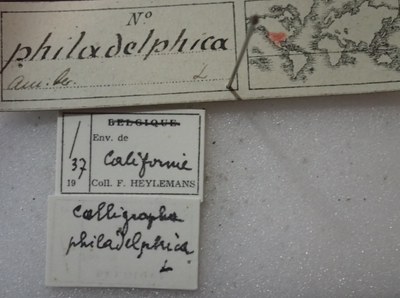 N°
philadelphica
Am. bo. L
BELGIQUE.
1 Env. de
37 Californie
19 Coll. F. HEYLEMANS
Calligrapha
philadelphica
L